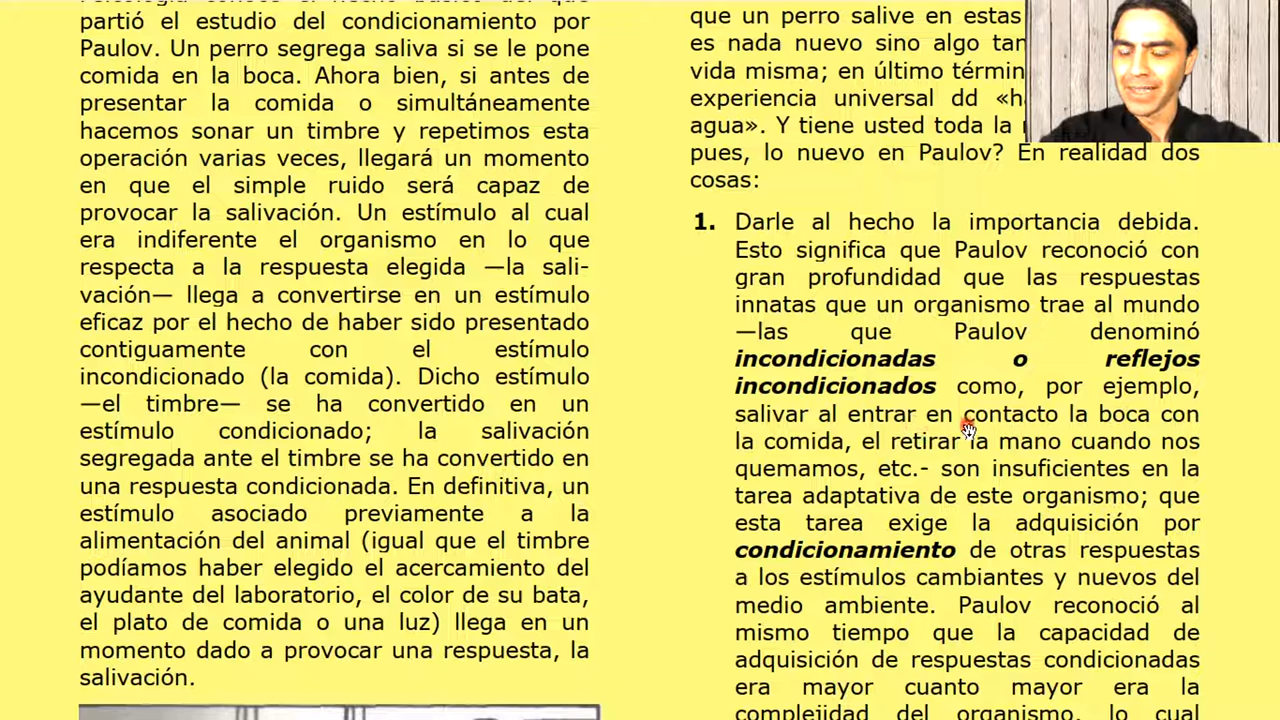 partió el estudio del condicionamiento por
Paulov. Un perro segrega saliva si se le pone
comida en la boca. Ahora bien, si antes de
presentar la comida o simultáneamente
hacemos sonar un timbre y repetimos esta
operación varias veces, llegará un momento
en que el simple ruido será capaz de
provocar la salivación. Un estímulo al cual
era indiferente el organismo en lo que
respecta a la respuesta elegida —la sali-
vación— llega a convertirse en un estímulo
eficaz por el hecho de haber sido presentado
contiguamente con el estímulo
incondicionado (la comida). Dicho estímulo
—el timbre— se ha convertido en un
estímulo condicionado; la salivación
segregada ante el timbre se ha convertido en
una respuesta condicionada. En definitiva, un
estímulo asociado previamente a la
alimentación del animal (igual que el timbre
podíamos haber elegido el acercamiento del
ayudante del laboratorio, el color de su bata,
el plato de comida o una luz) llega en un
momento dado a provocar una respuesta, la
salivación.
que un perro salive en estas
es nada nuevo sino algo tan
vida misma; en último términ
experiencia universal dd «ha
agua». Y tiene usted toda la
pues, lo nuevo en Paulov? En realidad dos
cosas:
1. Darle al hecho la importancia debida.
Esto significa que Paulov reconoció con
gran profundidad que las respuestas
innatas que un organismo trae al mundo
—las que Paulov denominó
incondicionadas o reflejos
incondicionados como, por ejemplo,
salivar al entrar en contacto la boca con
la comida, el retirar la mano cuando nos
quemamos, etc.- son insuficientes en la
tarea adaptativa de este organismo; que
esta tarea exige la adquisición por
condicionamiento de otras respuestas
a los estímulos cambiantes y nuevos del
medio ambiente. Paulov reconoció al
mismo tiempo que la capacidad de
adquisición de respuestas condicionadas
era mayor cuanto mayor era la
complejidad del organismo, lo cual